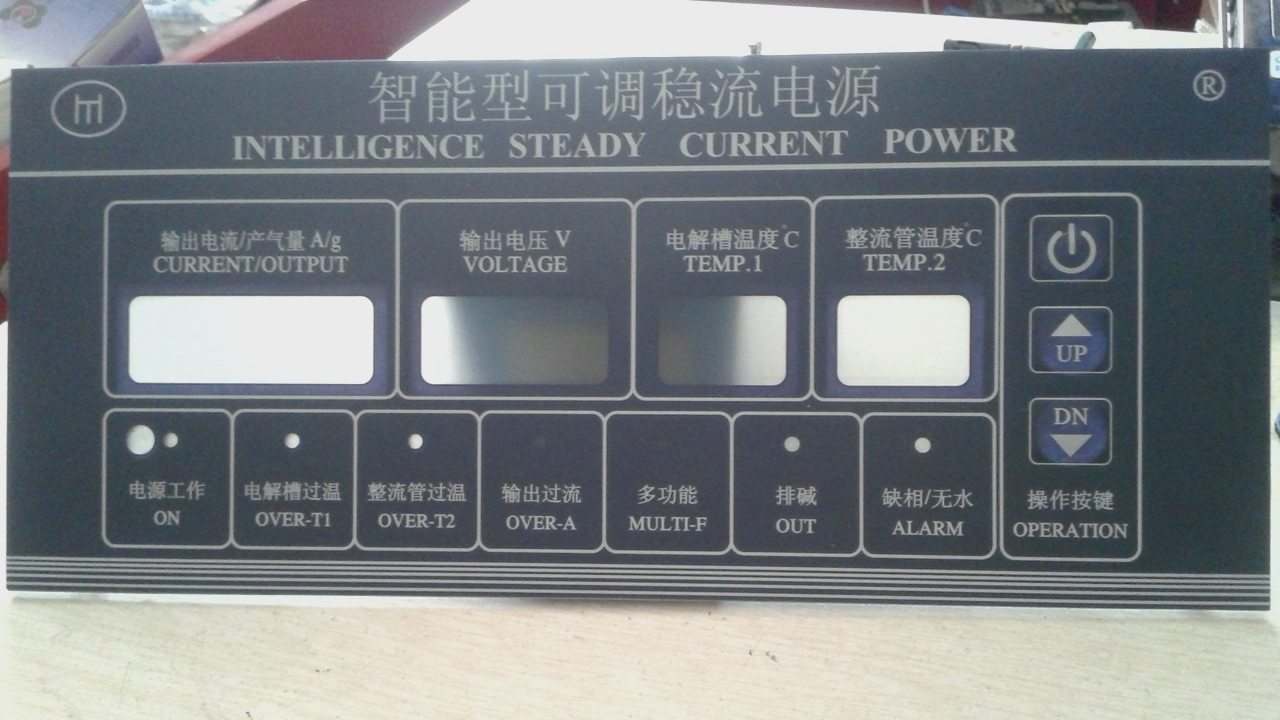 智能型可调稳流电源
®
INTELLIGENCE STEADY CURRENT POWER
输出电流/产气量 A/g
CURRENT/OUTPUT
输出电压 V
VOLTAGE
电解槽温度°C
TEMP.1
整流管温度°C
TEMP.2
UP
DN
电源工作
ON
电解槽过温
OVER-T1
整流管过温
OVER-T2
输出过流
OVER-A
多功能
MULTI-F
排碱
OUT
缺相/无水
ALARM
操作按键
OPERATION